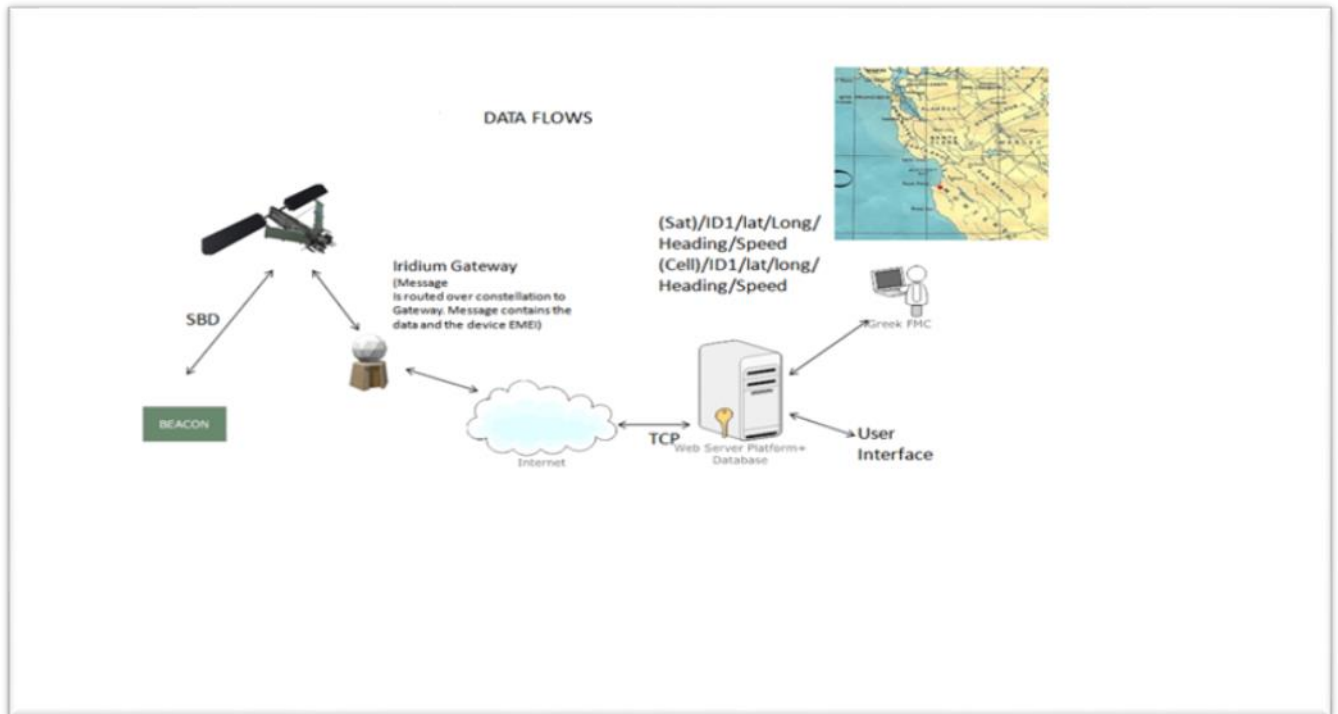 DATA FLOWS
(Sat)/ID1/lat/Long/
Heading/Speed
(Cell)/ID1/lat/long/
Heading/Speed
Iridium Gateway
(Message
Is routed over constellation to
Gateway. Message contains the
data and the device EMEI)
SBD
Greek FMC
BEACON
Internet
TCP
Web Server Platform+
Database
User
Interface